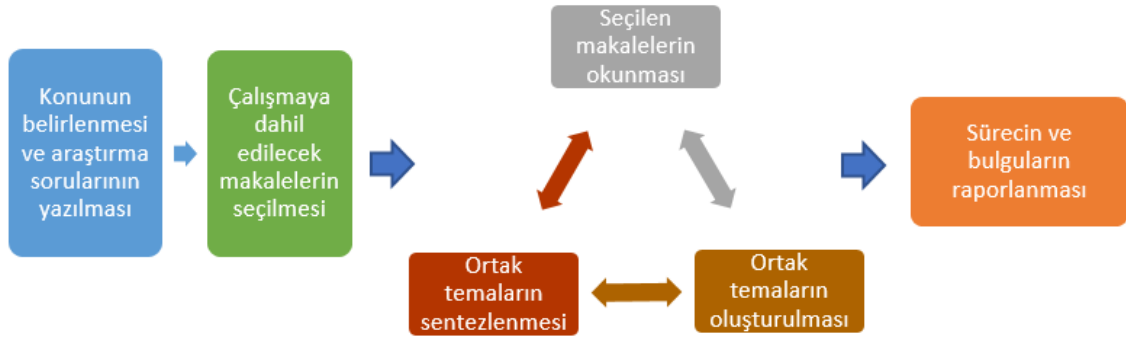 Konunun
belirlenmesi
ve araştırma
sorularının
yazılması
Çalışmaya
dahil
edilecek
makalelerin
seçilmesi
Seçilen
makalelerin
okunması
Ortak
temaların
sentezlenmesi
Ortak
temaların
oluşturulması
Sürecin ve
bulguların
raporlanması